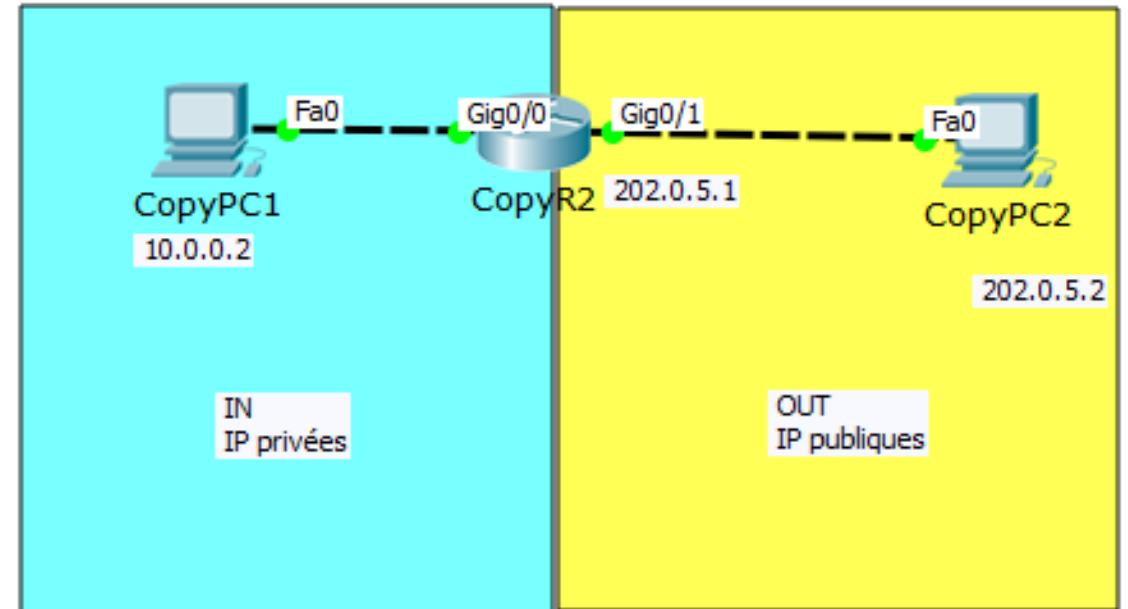 Fa0
Gig0/0
Gig0/1
Fa0
CopyPC1
CopyR2
202.0.5.1
CopyPC2
10.0.0.2
202.0.5.2
IN
IP privées
OUT
IP publiques